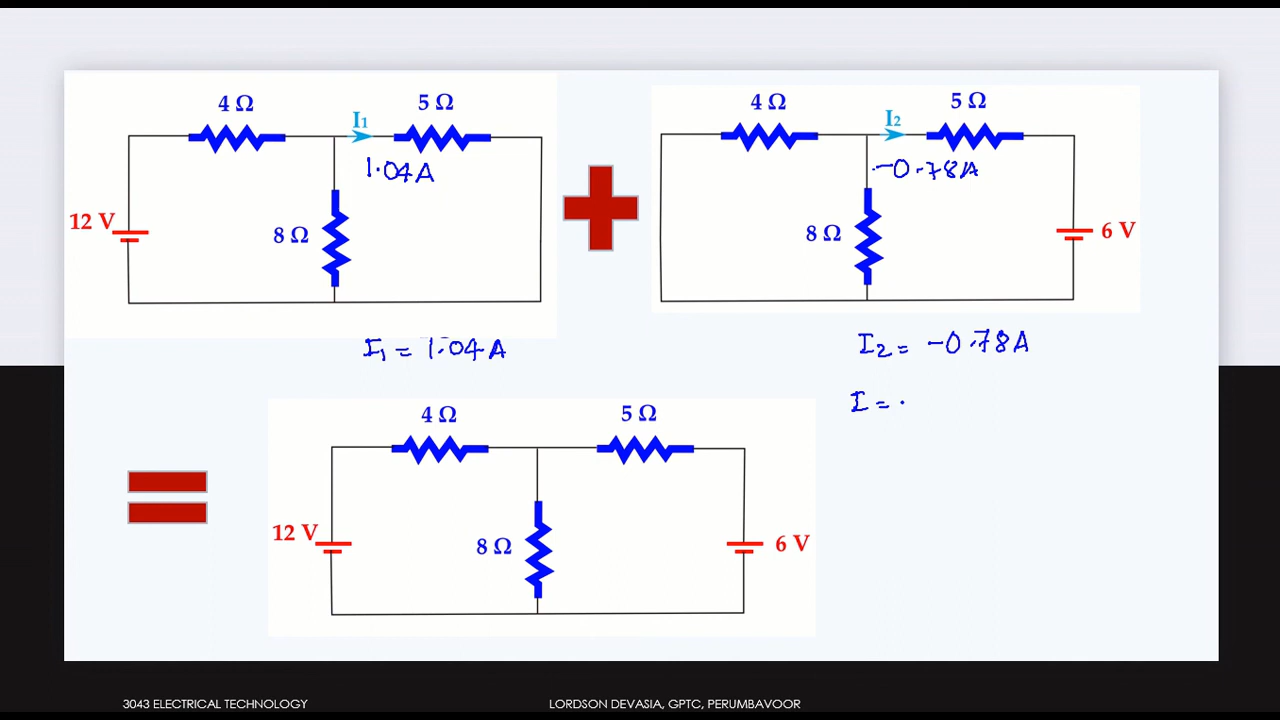 4 Ω
5 Ω
I₁
1.04A
12 V
8 Ω
4 Ω
5 Ω
I₂
-0.78A
8 Ω
6 V
I₁ = 1.04A
I₂ = -0.78A
I = .
4 Ω
5 Ω
12 V
8 Ω
6 V
3043 ELECTRICAL TECHNOLOGY
LORDSON DEVASIA, GPTC, PERUMBAVOOR